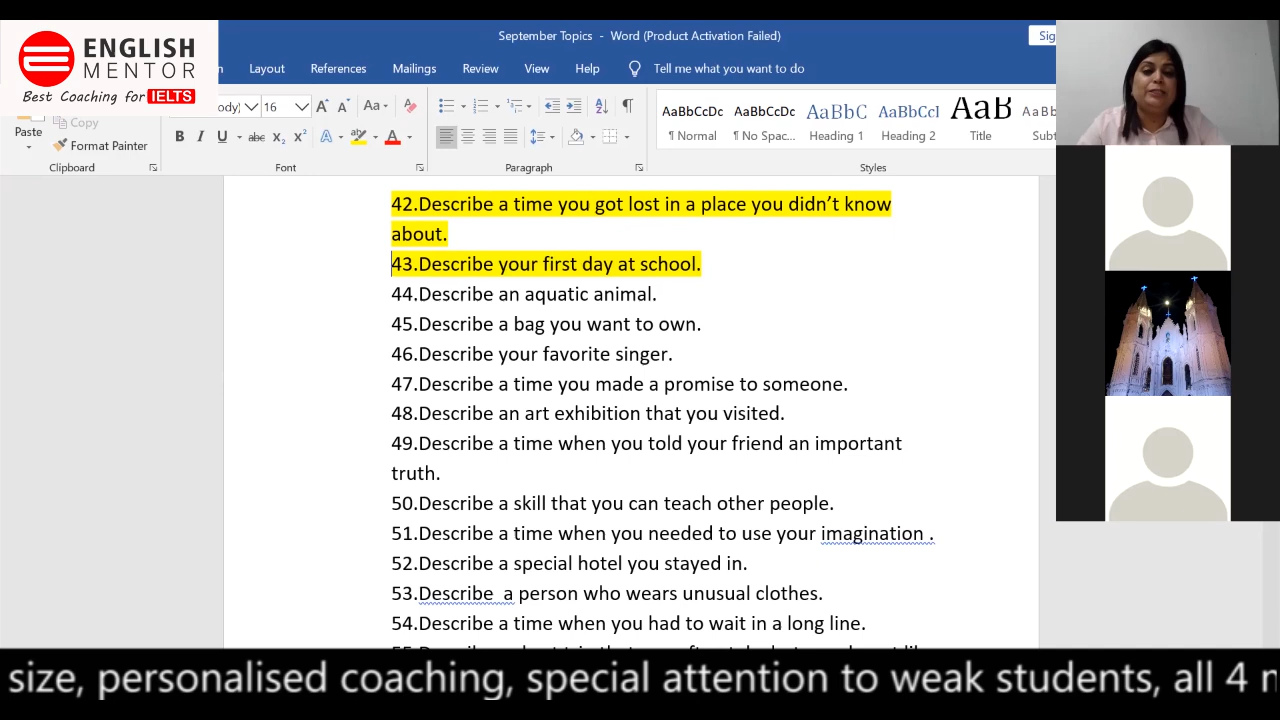 ENGLISH
MENTOR
Best Coaching for IELTS
September Topics - Word (Product Activation Failed)
Sig
Layout References Mailings Review View Help Tell me what you want to do
16 Aa
Paste
Copy
Format Painter
B I U abc X₂ X² A A
AaBbCcDc AaBbCcDc AaBbC AaBbCcI AaB AaBb
¶ Normal ¶ No Spac... Heading 1 Heading 2 Title Subt
Clipboard Font Paragraph Styles
42.Describe a time you got lost in a place you didn’t know
about.
43.Describe your first day at school.
44.Describe an aquatic animal.
45.Describe a bag you want to own.
46.Describe your favorite singer.
47.Describe a time you made a promise to someone.
48.Describe an art exhibition that you visited.
49.Describe a time when you told your friend an important
truth.
50.Describe a skill that you can teach other people.
51.Describe a time when you needed to use your imagination .
52.Describe a special hotel you stayed in.
53.Describe  a person who wears unusual clothes.
54.Describe a time when you had to wait in a long line.
size, personalised coaching, special attention to weak students, all 4